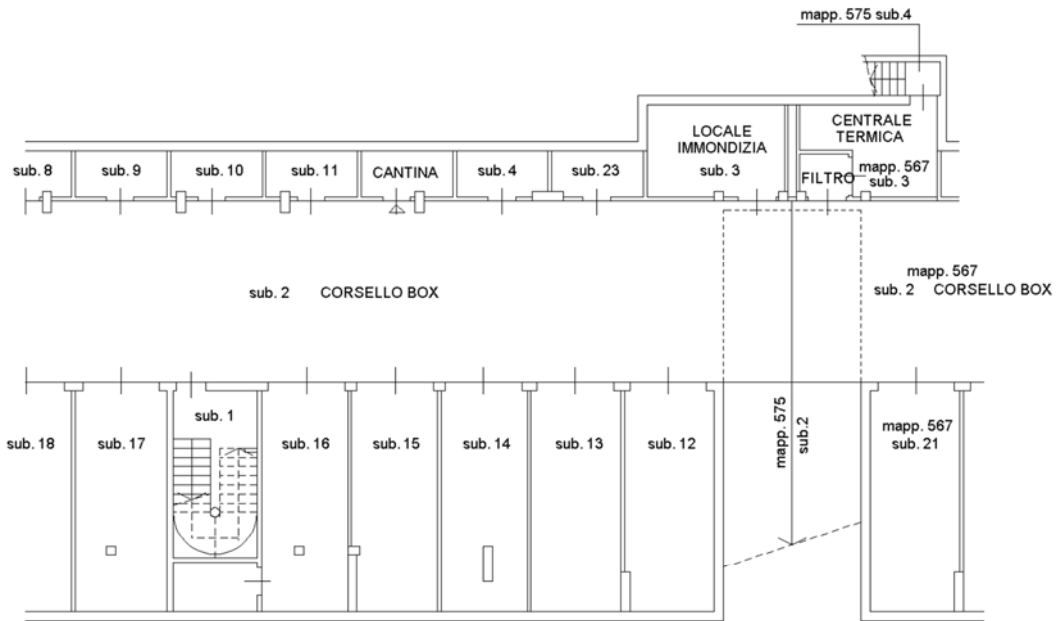 mapp. 575 sub.4
CENTRALE
TERMICA
LOCALE
IMMONDIZIA
sub. 8
sub. 9
sub. 10
sub. 11
CANTINA
sub. 4
sub. 23
sub. 3
FILTRO
mapp. 567
sub. 3
sub. 2 CORSELLO BOX
mapp. 567
sub. 2 CORSELLO BOX
sub. 1
sub. 18
sub. 17
sub. 16
sub. 15
sub. 14
sub. 13
sub. 12
mapp. 575
sub.2
mapp. 567
sub. 21